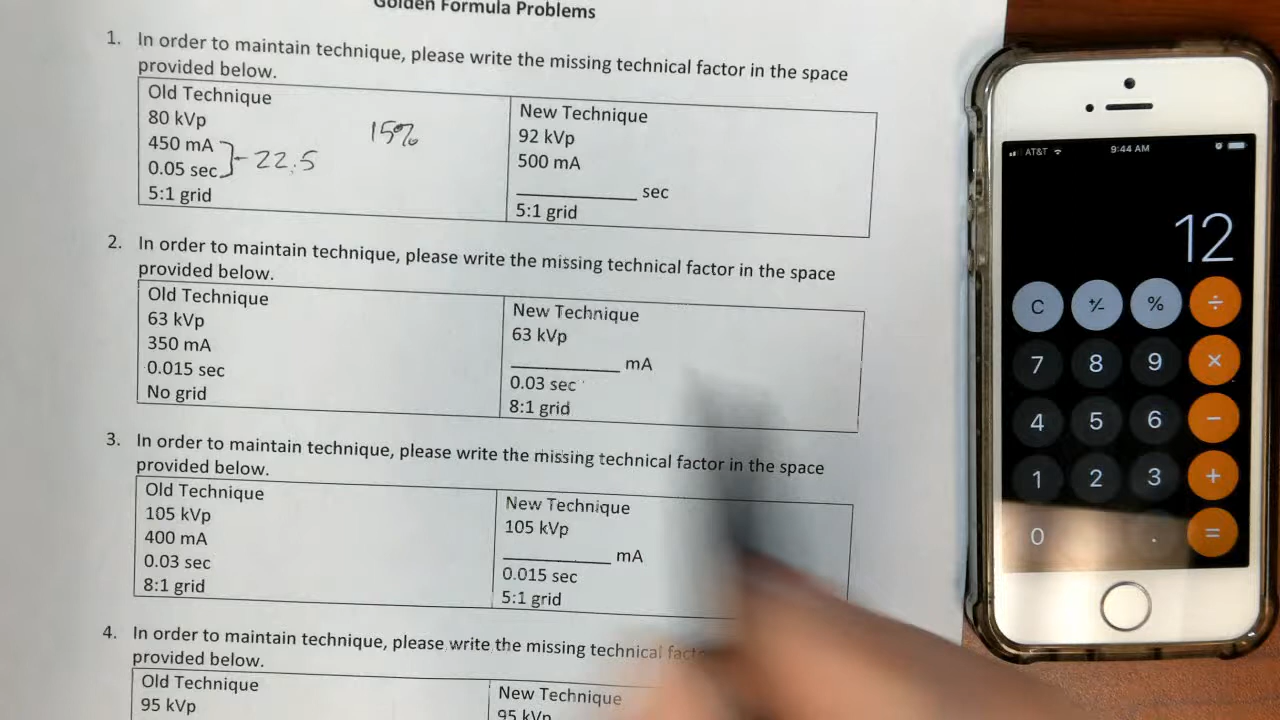 Golden Formula Problems
1. In order to maintain technique, please write the missing technical factor in the space
provided below.
Old Technique
80 kVp
450 mA
0.05 sec
22.5
15%
5:1 grid
New Technique
92 kVp
500 mA
__________ sec
5:1 grid
2. In order to maintain technique, please write the missing technical factor in the space
provided below.
Old Technique
63 kVp
350 mA
0.015 sec
No grid
New Technique
63 kVp
__________ mA
0.03 sec
8:1 grid
3. In order to maintain technique, please write the missing technical factor in the space
provided below.
Old Technique
105 kVp
400 mA
0.03 sec
8:1 grid
New Technique
105 kVp
__________ mA
0.015 sec
5:1 grid
4. In order to maintain technique, please write the missing technical
provided below.
Old Technique
95 kVp
New Technique
95 kVp
AT&T
9:44 AM
12
C +/- % ÷
7 8 9 ×
4 5 6 −
1 2 3 +
0 . =